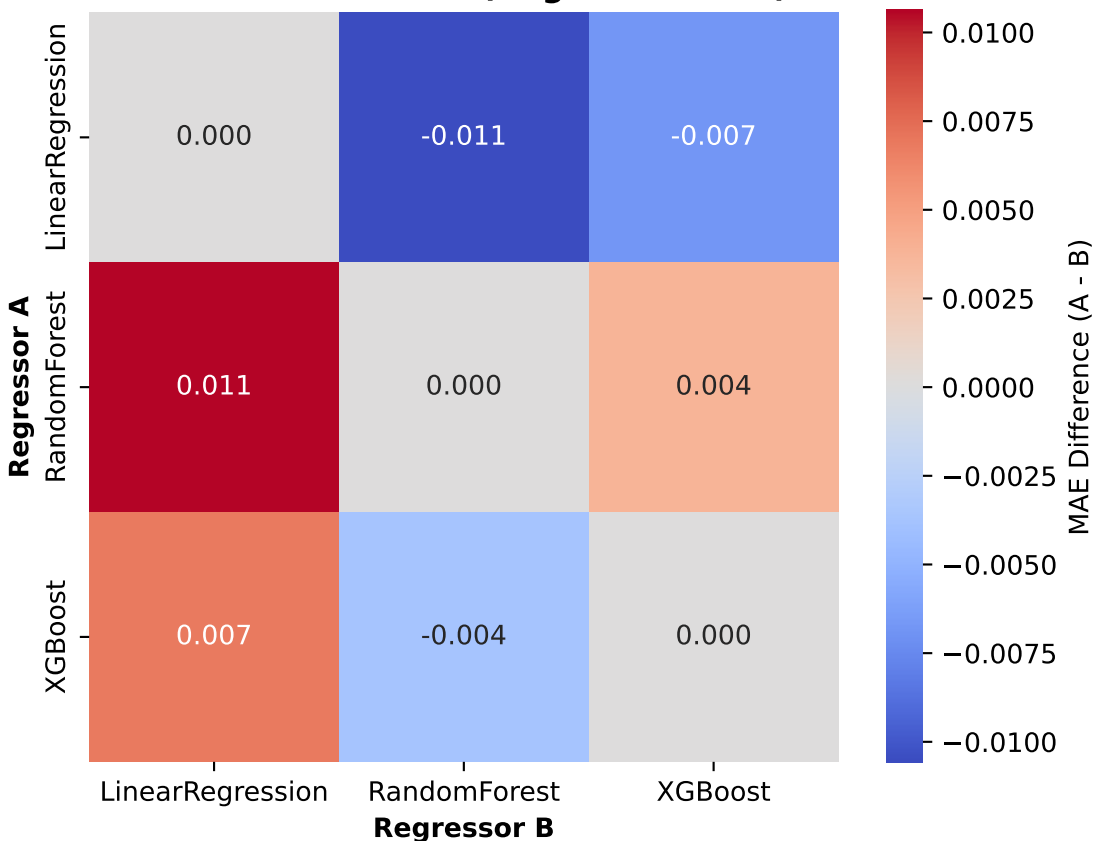 LinearRegression
0.000
-0.011
-0.007
RandomForest
0.011
0.000
0.004
XGBoost
0.007
-0.004
0.000
Regressor A
LinearRegression
RandomForest
XGBoost
Regressor B
0.0100
0.0075
0.0050
0.0025
0.0000
−0.0025
−0.0050
−0.0075
−0.0100
MAE Difference (A - B)